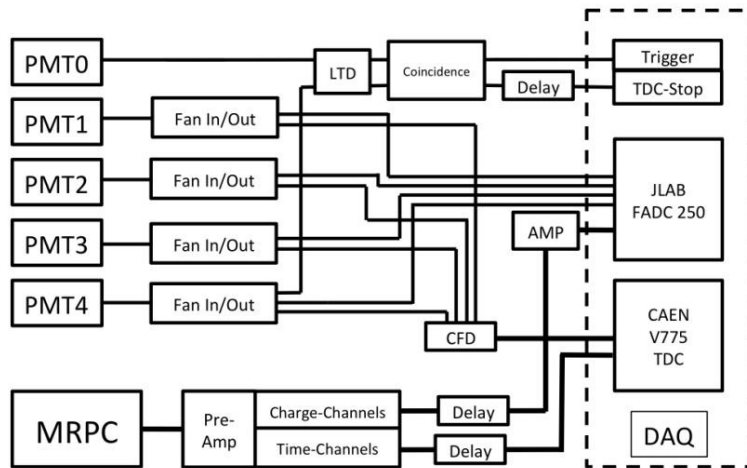 PMT0
LTD
Coincidence
Trigger
Delay
TDC-Stop
PMT1
Fan In/Out
PMT2
Fan In/Out
JLAB
FADC 250
PMT3
Fan In/Out
AMP
PMT4
Fan In/Out
CFD
CAEN
V775
TDC
MRPC
Pre-
Amp
Charge-Channels
Delay
Time-Channels
Delay
DAQ